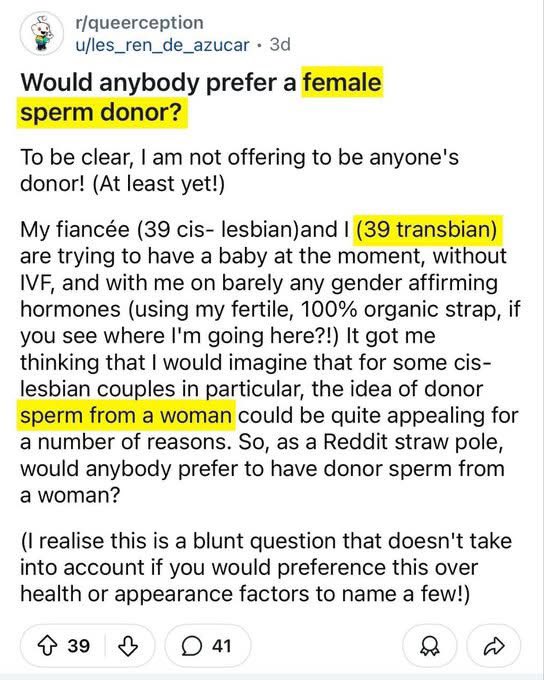 r/queerception
u/les_ren_de_azucar • 3d
Would anybody prefer a female
sperm donor?
To be clear, I am not offering to be anyone's
donor! (At least yet!)
My fiancée (39 cis- lesbian)and I (39 transbian)
are trying to have a baby at the moment, without
IVF, and with me on barely any gender affirming
hormones (using my fertile, 100% organic strap, if
you see where I'm going here?!) It got me
thinking that I would imagine that for some cis-
lesbian couples in particular, the idea of donor
sperm from a woman could be quite appealing for
a number of reasons. So, as a Reddit straw pole,
would anybody prefer to have donor sperm from
a woman?
(I realise this is a blunt question that doesn't take
into account if you would preference this over
health or appearance factors to name a few!)
39 41